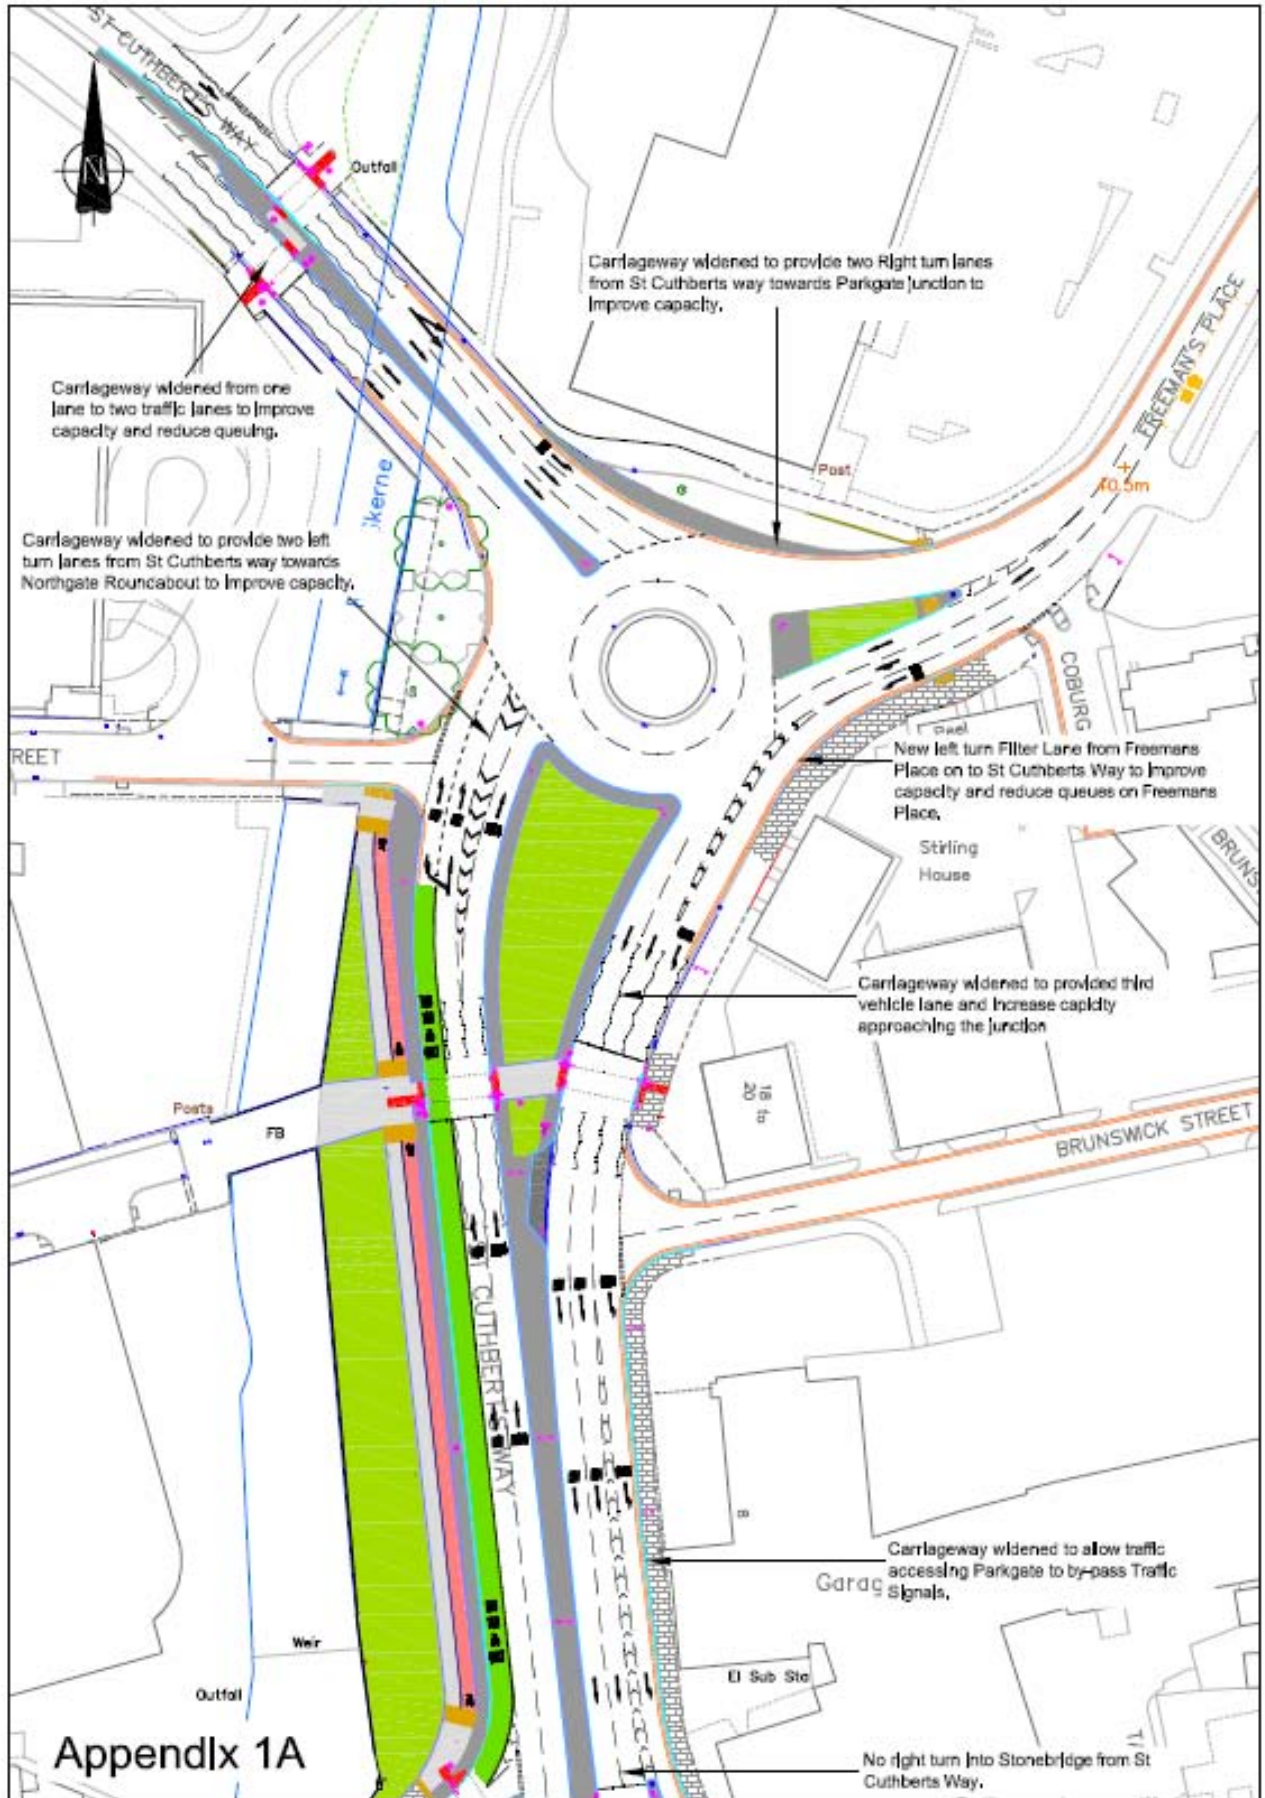 ST CUTHBERT'S WAY
N
Outfall
Carriageway widened to provide two Right turn lanes
from St Cuthberts way towards Parkgate junction to
improve capacity.
FREEMAN'S PLACE
Carriageway widened from one
lane to two traffic lanes to improve
capacity and reduce queuing.
Post
40.5m
kerne
Carriageway widened to provide two left
turn lanes from St Cuthberts way towards
Northgate Roundabout to improve capacity.
COBURG
REET
New left turn Filter Lane from Freemans
Place on to St Cuthberts Way to improve
capacity and reduce queues on Freemans
Place.
Stirling
House
BRUNS
Carriageway widened to provided third
vehicle lane and increase capicity
approaching the junction
18 to
20
Posts
FB
BRUNSWICK STREET
ST CUTHBERT'S WAY
8
Carriageway widened to allow traffic
accessing Parkgate to by-pass Traffic
Signals.
Garag
Weir
El Sub Sta
Outfall
Appendix 1A
No right turn into Stonebridge from St
Cuthberts Way.